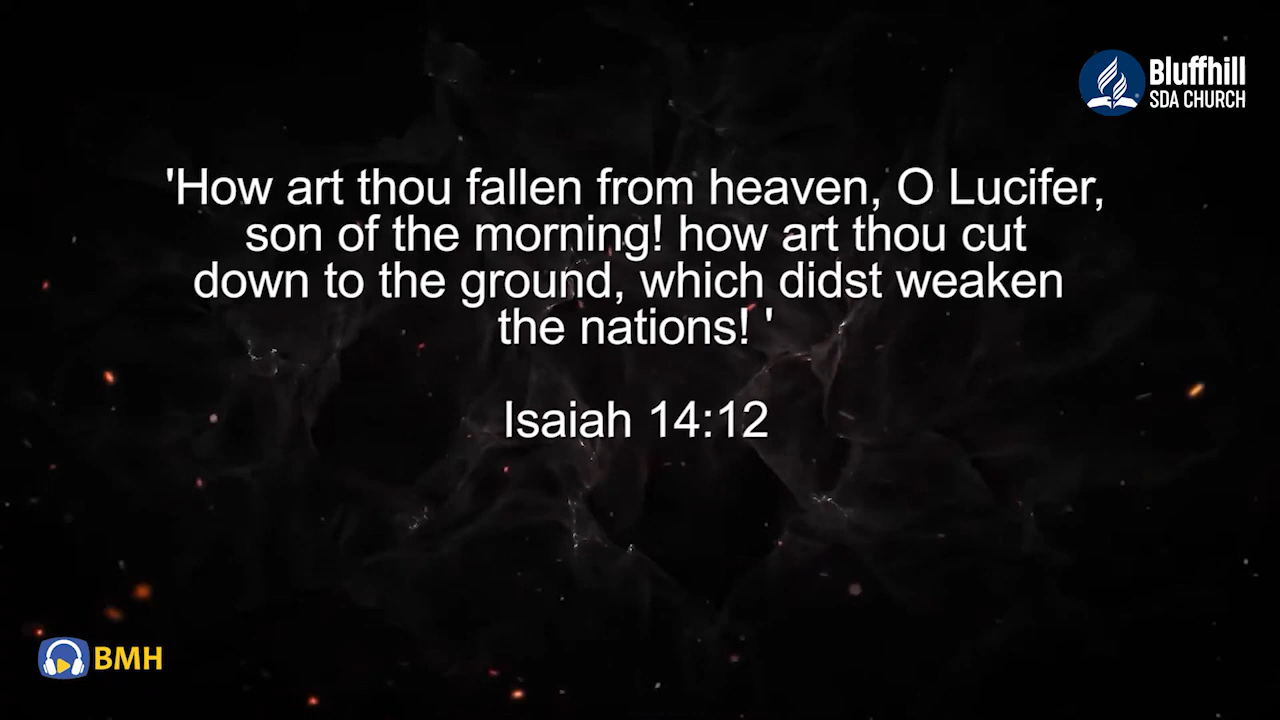 Bluffhill
SDA CHURCH
'How art thou fallen from heaven, O Lucifer,
son of the morning! how art thou cut
down to the ground, which didst weaken
the nations! '
Isaiah 14:12
BMH